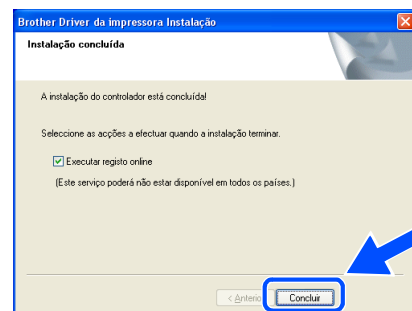 Brother Driver da impressora Instalação
Instalação concluída
A instalação do controlador está concluída!
Seleccione as acções a efectuar quando a instalação terminar.
Executar registo online
(Este serviço poderá não estar disponível em todos os países.)
< Anterio Concluir